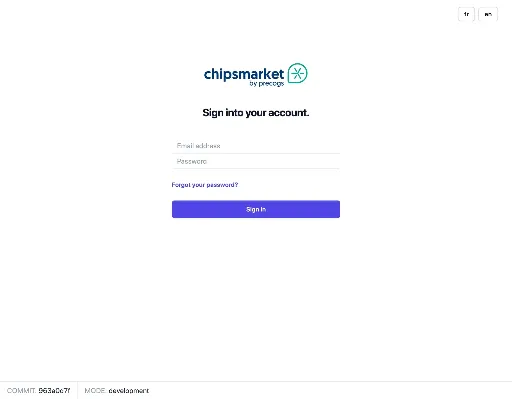 fr en
chipsmarket
by precogs
Sign into your account.
Email address
Password
Forgot your password?
Sign in
COMMIT: 963a0c7f MODE: development